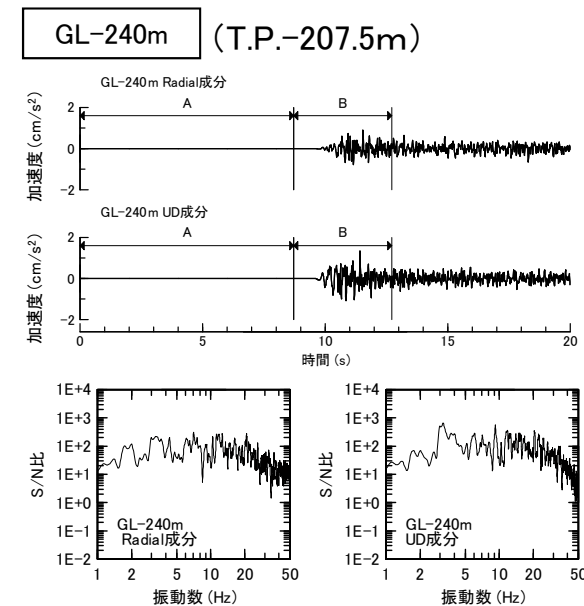 GL-240m (T.P.-207.5m)
GL-240m Radial成分
加速度(cm/s²)
2
0
-2
A
B
GL-240m UD成分
加速度(cm/s²)
2
0
-2
A
B
0 5 10 15 20
時間(s)
S/N比
1E+4
1E+3
1E+2
1E+1
1E+0
1E-1
1E-2
GL-240m
Radial成分
1 2 5 10 20 50
振動数(Hz)
S/N比
1E+4
1E+3
1E+2
1E+1
1E+0
1E-1
1E-2
GL-240m
UD成分
1 2 5 10 20 50
振動数(Hz)